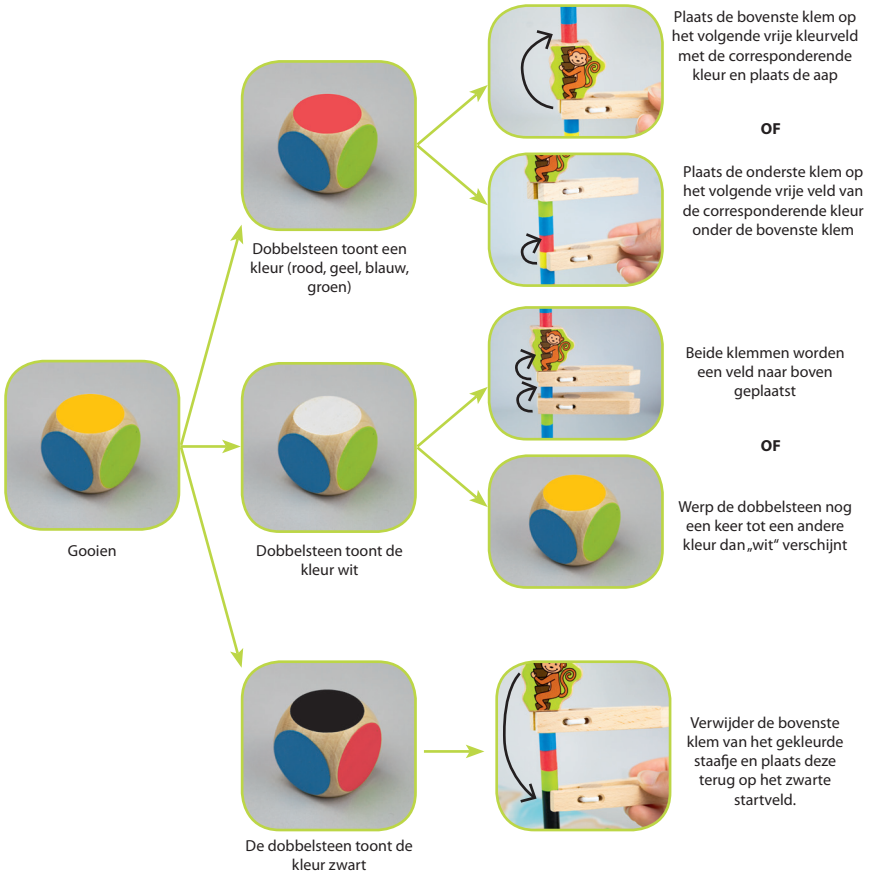 Plaats de bovenste klem op
het volgende vrije kleurveld
met de corresponderende
kleur en plaats de aap
OF
Plaats de onderste klem op
het volgende vrije veld van
de corresponderende kleur
onder de bovenste klem
Dobbelsteen toont een
kleur (rood, geel, blauw,
groen)
Beide klemmen worden
een veld naar boven
geplaatst
OF
Werp de dobbelsteen nog
een keer tot een andere
kleur dan „wit“ verschijnt
Gooien
Dobbelsteen toont de
kleur wit
Verwijder de bovenste
klem van het gekleurde
staafje en plaats deze
terug op het zwarte
startveld.
De dobbelsteen toont de
kleur zwart